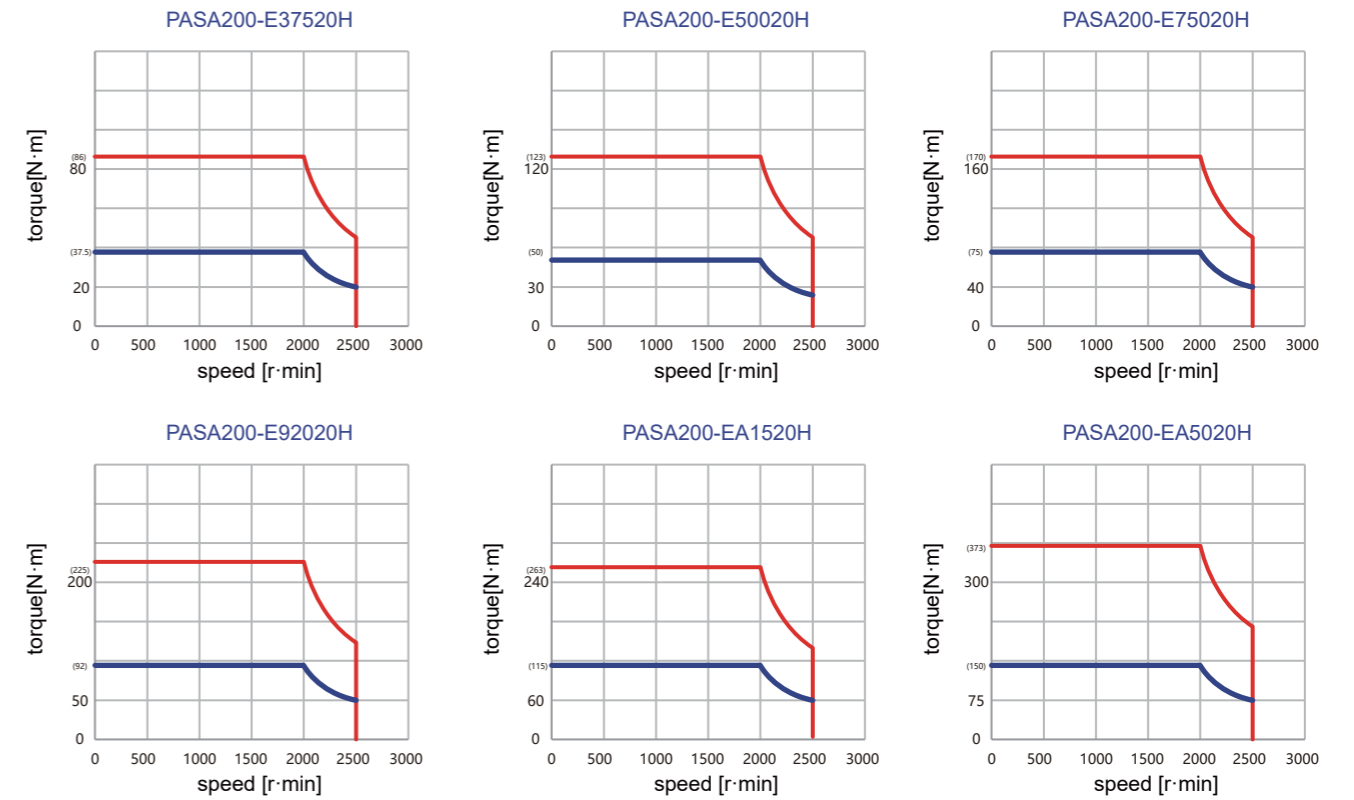 PASA200-E37520H
torque[N·m]
(86)
80
(37.5)
20
0
0 500 1000 1500 2000 2500 3000
speed [r·min]
PASA200-E50020H
torque[N·m]
(123)
120
(50)
30
0
0 500 1000 1500 2000 2500 3000
speed [r·min]
PASA200-E75020H
torque[N·m]
(170)
160
(75)
40
0
0 500 1000 1500 2000 2500 3000
speed [r·min]
PASA200-E92020H
torque[N·m]
(225)
200
(92)
50
0
0 500 1000 1500 2000 2500 3000
speed [r·min]
PASA200-EA1520H
torque[N·m]
(263)
240
(115)
60
0
0 500 1000 1500 2000 2500 3000
speed [r·min]
PASA200-EA5020H
torque[N·m]
(373)
300
(150)
75
0
0 500 1000 1500 2000 2500 3000
speed [r·min]